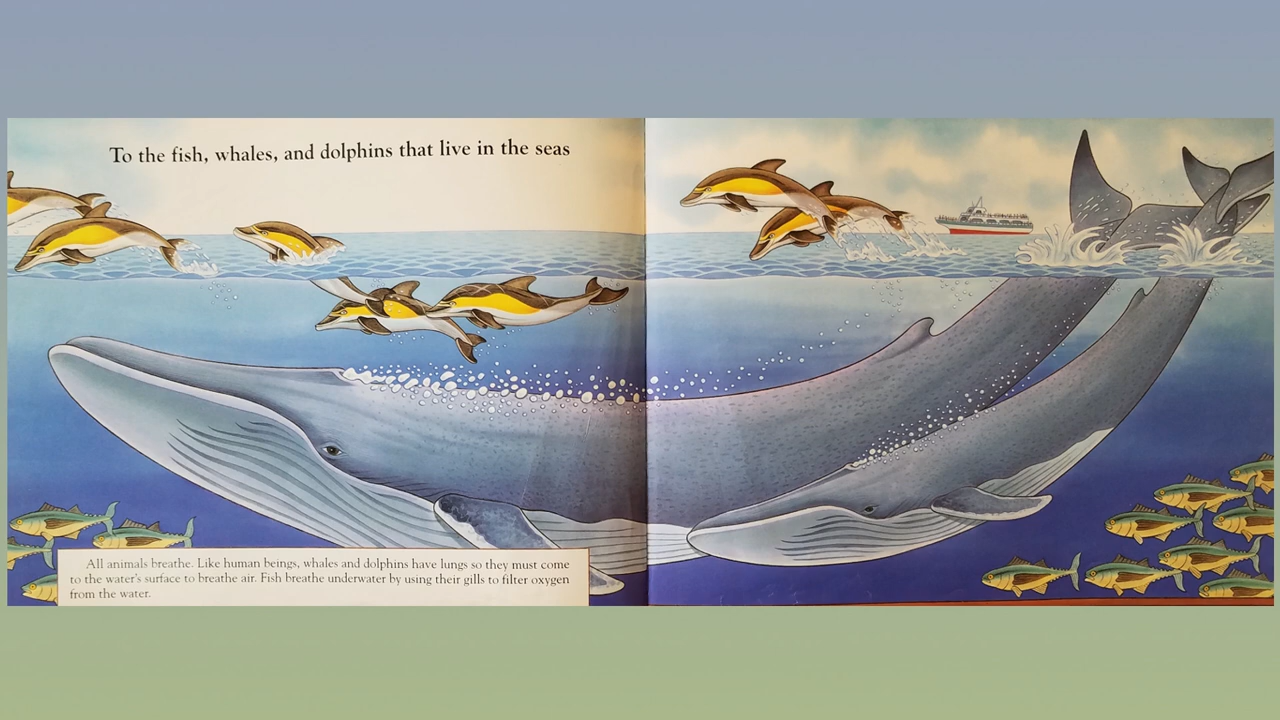 To the fish, whales, and dolphins that live in the seas
All animals breathe. Like human beings, whales and dolphins have lungs so they must come
to the water's surface to breathe air. Fish breathe underwater by using their gills to filter oxygen
from the water.